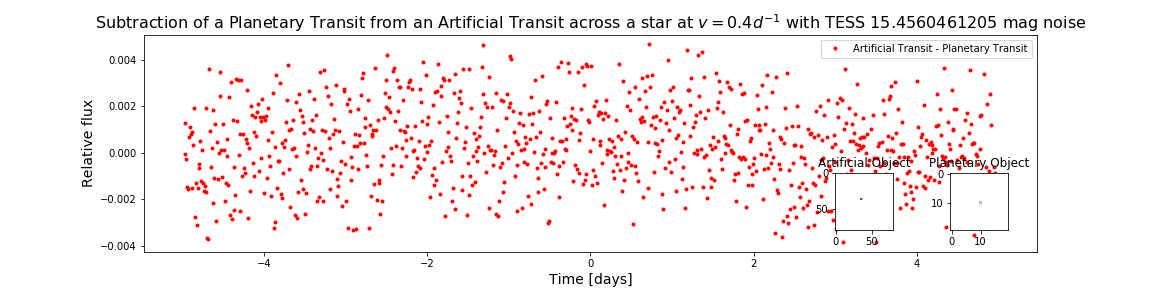 Subtraction of a Planetary Transit from an Artificial Transit across a star at v = 0.4d⁻¹ with TESS 15.4560461205 mag noise
Artificial Transit - Planetary Transit
Relative flux
0.004
0.002
0.000
−0.002
−0.004
Artificial Object
0
50
0 50
Planetary Object
0
10
0 10
−4 −2 0 2 4
Time [days]